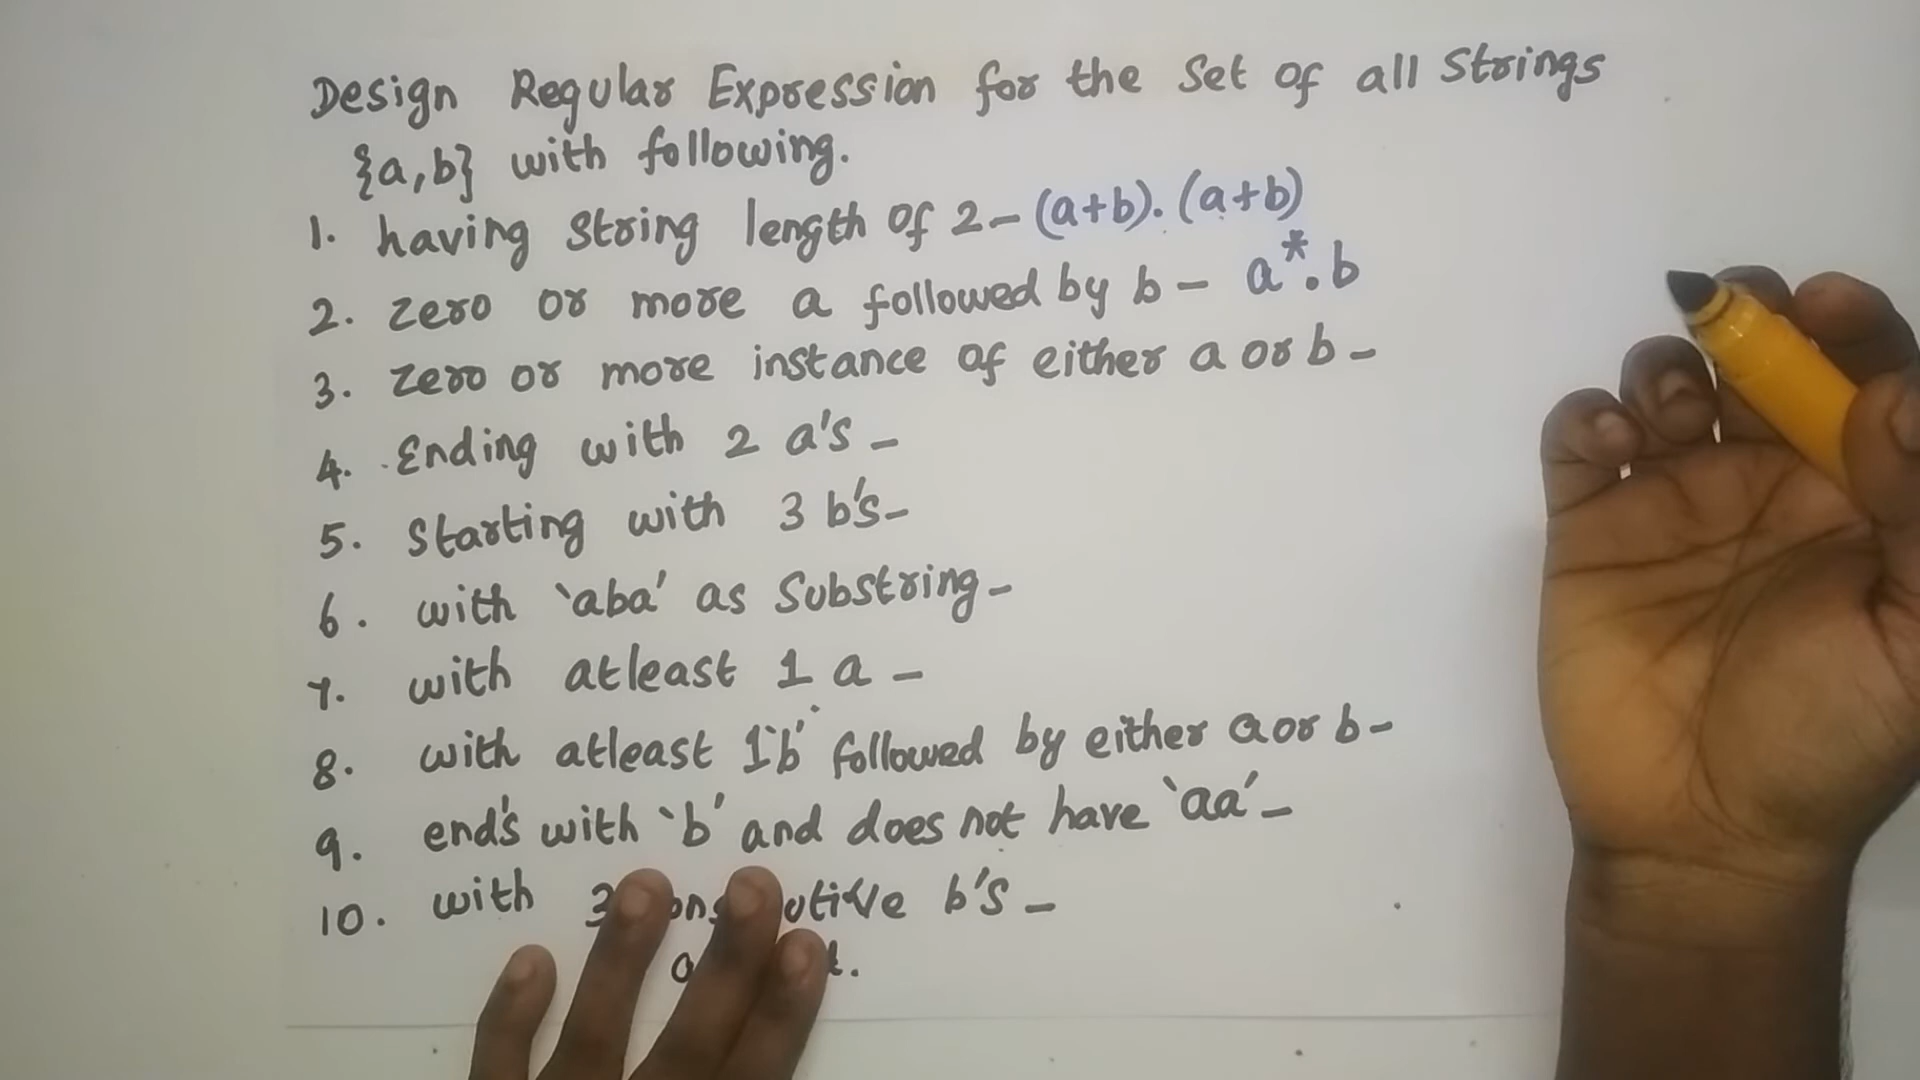 Design Regular Expression for the Set of all Strings
{a,b} with following.
1. having String length of 2 - (a+b).(a+b)
2. zero or more a followed by b - a*.b
3. zero or more instance of either a or b -
4. Ending with 2 a's -
5. Starting with 3 b's -
6. with 'aba' as Substring -
7. with atleast 1 a -
8. with atleast 1 'b' followed by either a or b -
9. end's with 'b' and does not have 'aa' -
10. with 3 b's -